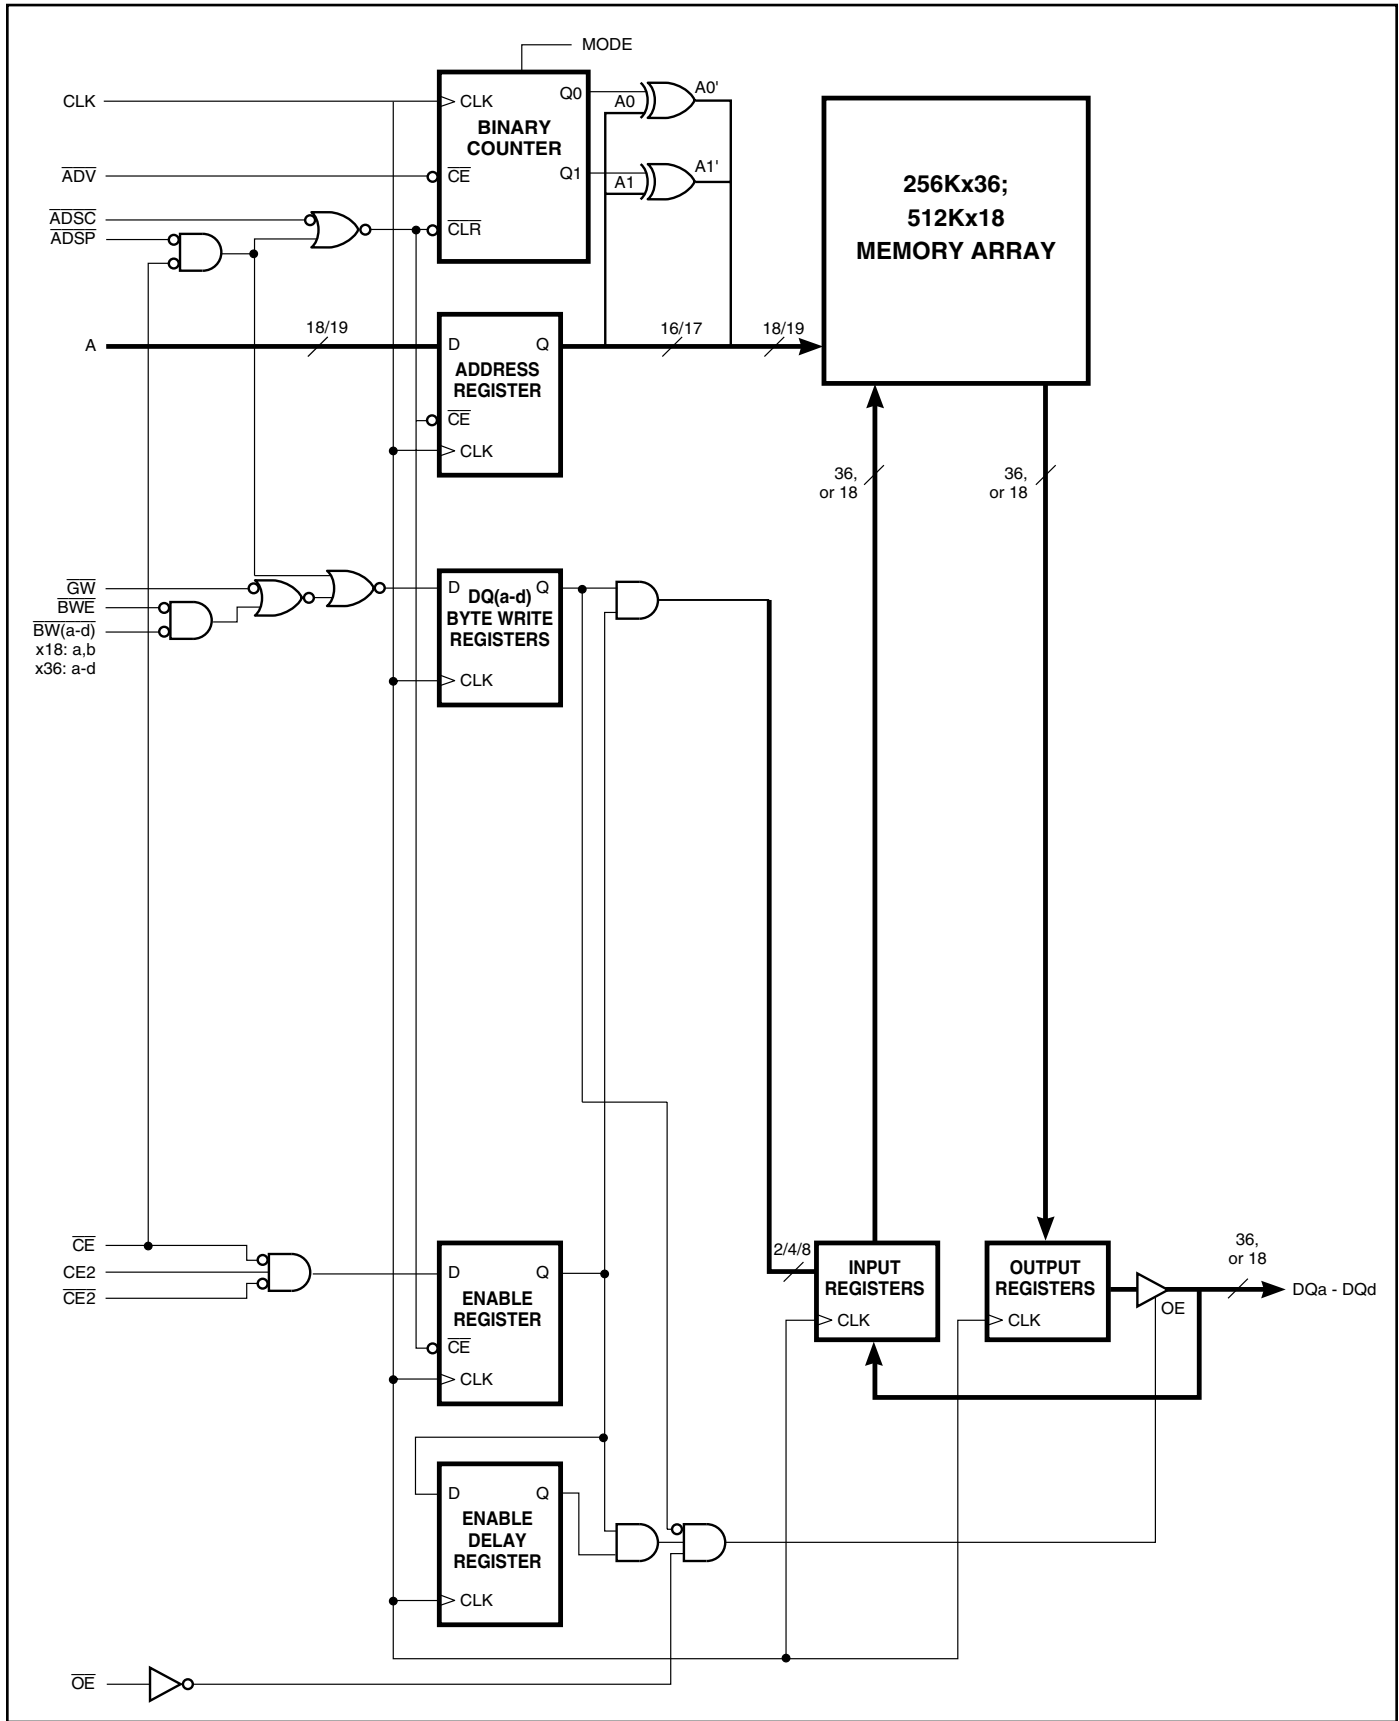 MODE
CLK
CLK
Q0
A0
A0'
BINARY
COUNTER
ADV
CE
Q1
A1
A1'
ADSC
ADSP
CLR
256Kx36;
512Kx18
MEMORY ARRAY
A
18/19
D
Q
16/17
18/19
ADDRESS
REGISTER
CE
CLK
36,
or 18
36,
or 18
GW
BWE
BW(a-d)
x18: a,b
x36: a-d
D
Q
DQ(a-d)
BYTE WRITE
REGISTERS
CLK
CE
CE2
CE2
D
Q
ENABLE
REGISTER
CE
CLK
2/4/8
INPUT
REGISTERS
CLK
OUTPUT
REGISTERS
CLK
OE
36,
or 18
DQa - DQd
D
Q
ENABLE
DELAY
REGISTER
CLK
OE